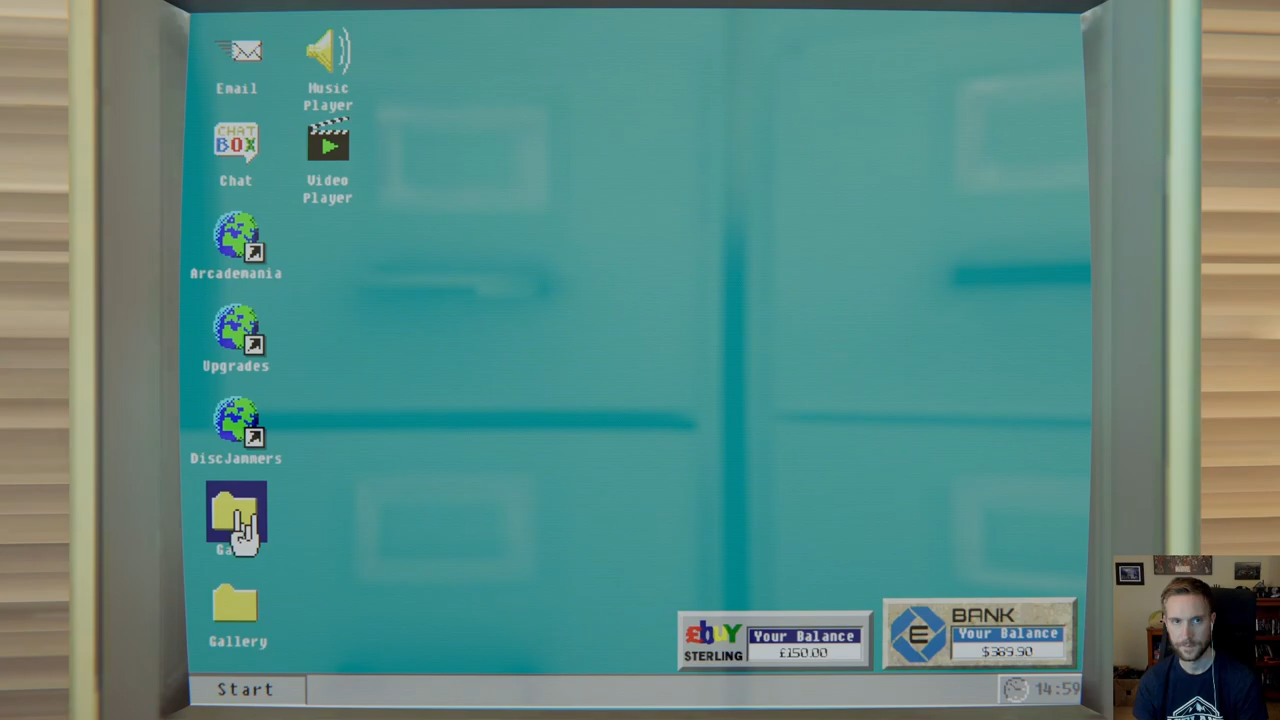 Email
Music
Player
CHAT
BOX
Chat
Video
Player
Arcademania
Upgrades
DiscJammers
Gallery
ebuY
STERLING
Your Balance
£150.00
E
BANK
Your Balance
Start
14:59